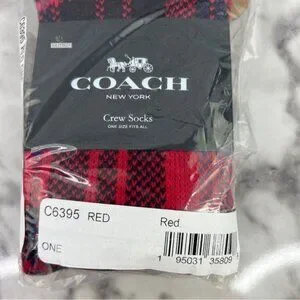 COACH
NEW YORK
Crew Socks
ONE SIZE FITS ALL
C6395 RED
Red
ONE
1 95031 35809